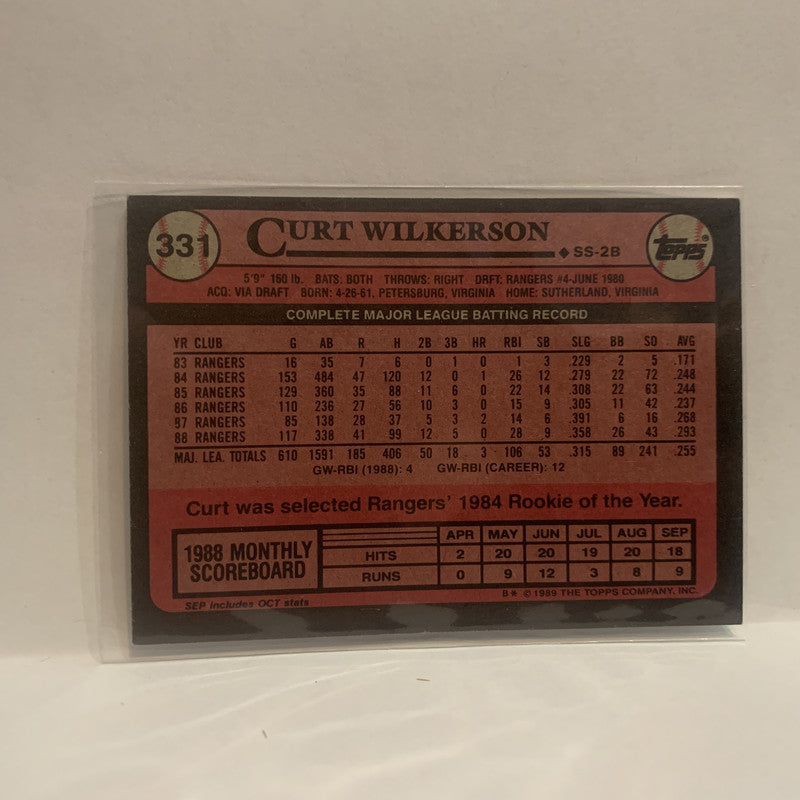 331 CURT WILKERSON ◆ SS-2B TOPPS®
5'9" 160 lb. BATS: BOTH THROWS: RIGHT DRFT: RANGERS #4-JUNE 1980
ACQ: VIA DRAFT BORN: 4-26-61, PETERSBURG, VIRGINIA HOME: SUTHERLAND, VIRGINIA
COMPLETE MAJOR LEAGUE BATTING RECORD
YR CLUB G AB R H 2B 3B HR RBI SB SLG BB SO AVG
83 RANGERS 16 35 7 6 0 1 0 1 3 .229 2 5 .171
84 RANGERS 153 484 47 120 12 0 1 26 12 .279 22 72 .248
85 RANGERS 129 360 35 88 11 6 0 22 14 .308 22 63 .244
86 RANGERS 110 236 27 56 10 3 0 15 9 .305 11 42 .237
87 RANGERS 85 138 28 37 5 3 2 14 6 .391 6 16 .268
88 RANGERS 117 338 41 99 12 5 0 28 9 .358 26 43 .293
MAJ. LEA. TOTALS 610 1591 185 406 50 18 3 106 53 .315 89 241 .255
GW-RBI (1988): 4 GW-RBI (CAREER): 12
Curt was selected Rangers' 1984 Rookie of the Year.
1988 MONTHLY SCOREBOARD
APR MAY JUN JUL AUG SEP
HITS 2 20 20 19 20 18
RUNS 0 9 12 3 8 9
SEP includes OCT stats
B* ©1989 THE TOPPS COMPANY, INC.